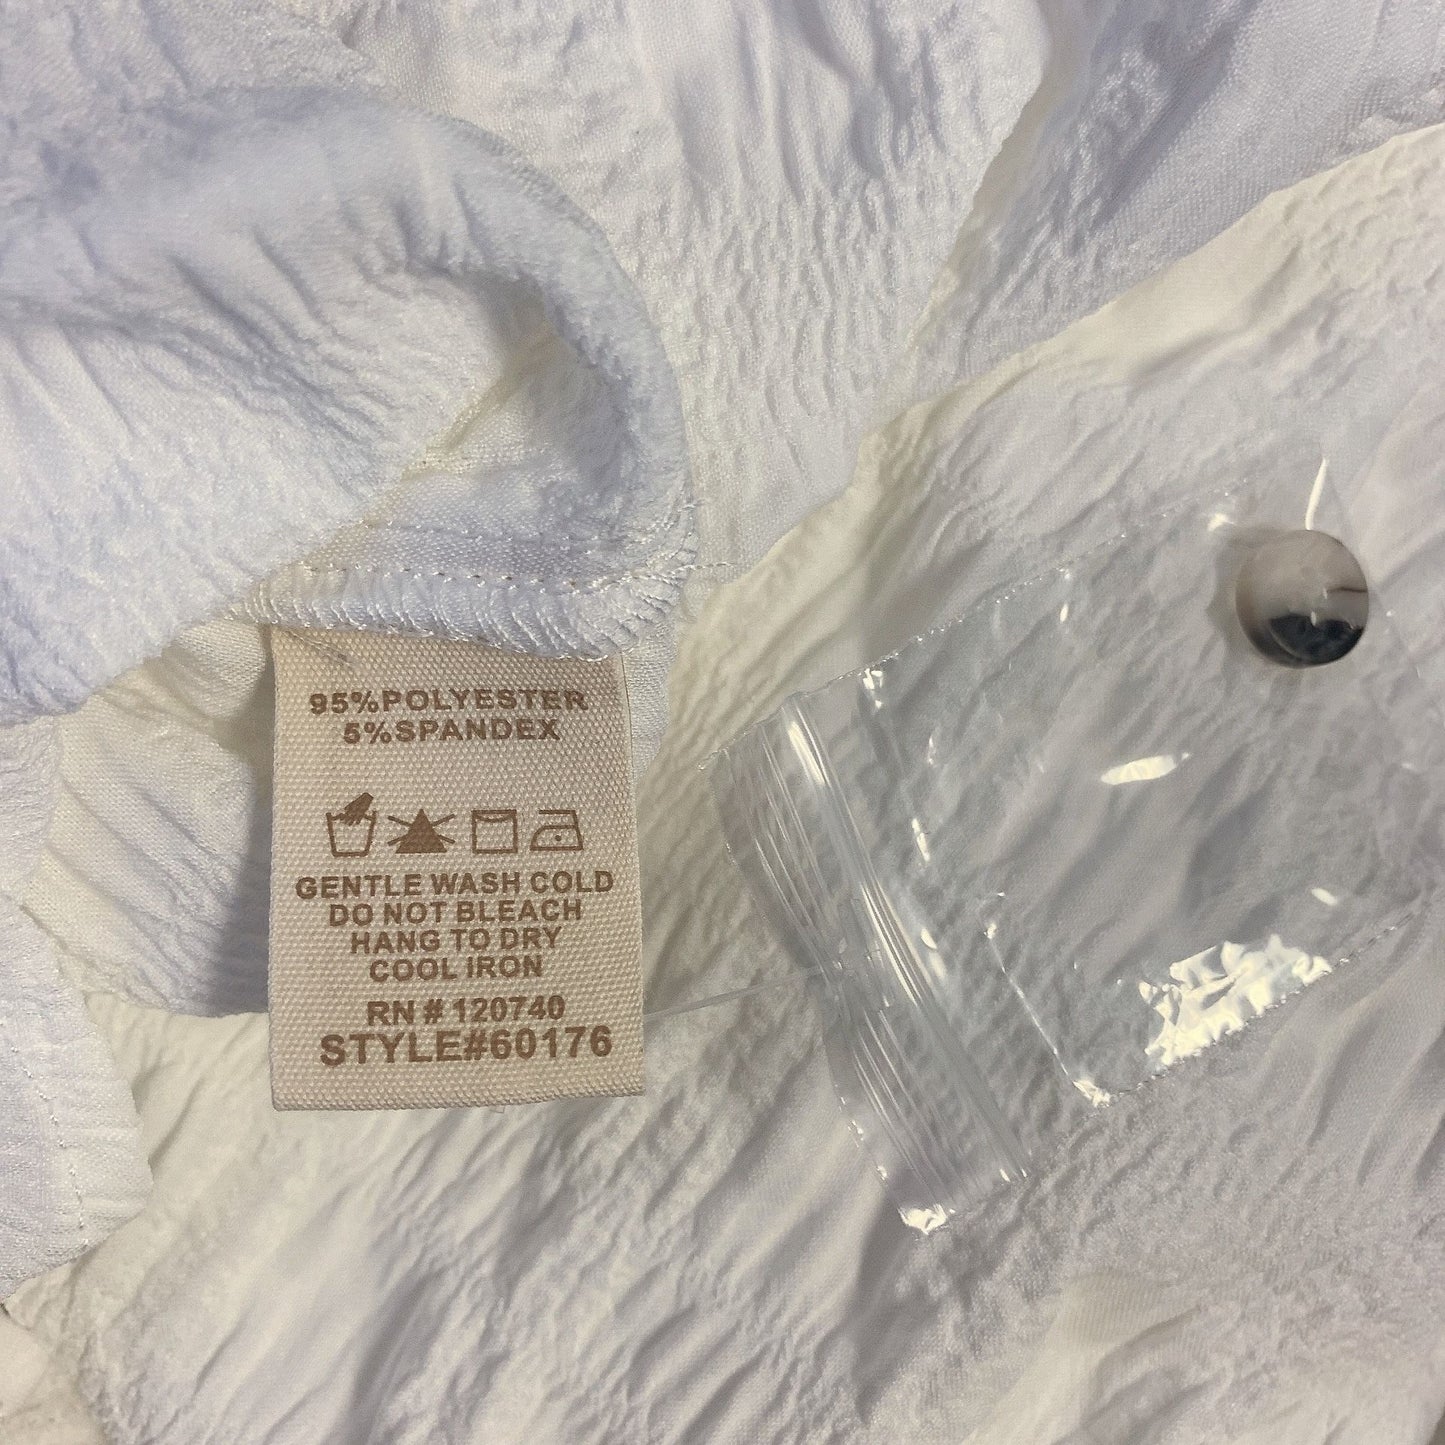 95%POLYESTER
5%SPANDEX
GENTLE WASH COLD
DO NOT BLEACH
HANG TO DRY
COOL IRON
RN # 120740
STYLE#60176